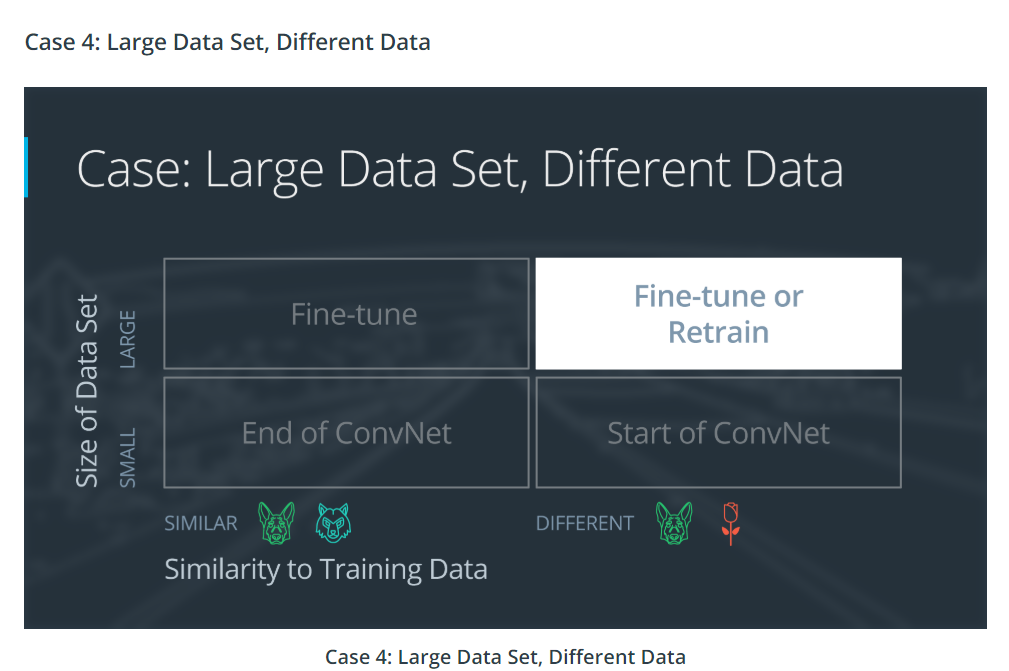 Case 4: Large Data Set, Different Data
Case: Large Data Set, Different Data
Size of Data Set
LARGE
SMALL
Fine-tune
Fine-tune or
Retrain
End of ConvNet
Start of ConvNet
SIMILAR
DIFFERENT
Similarity to Training Data
Case 4: Large Data Set, Different Data